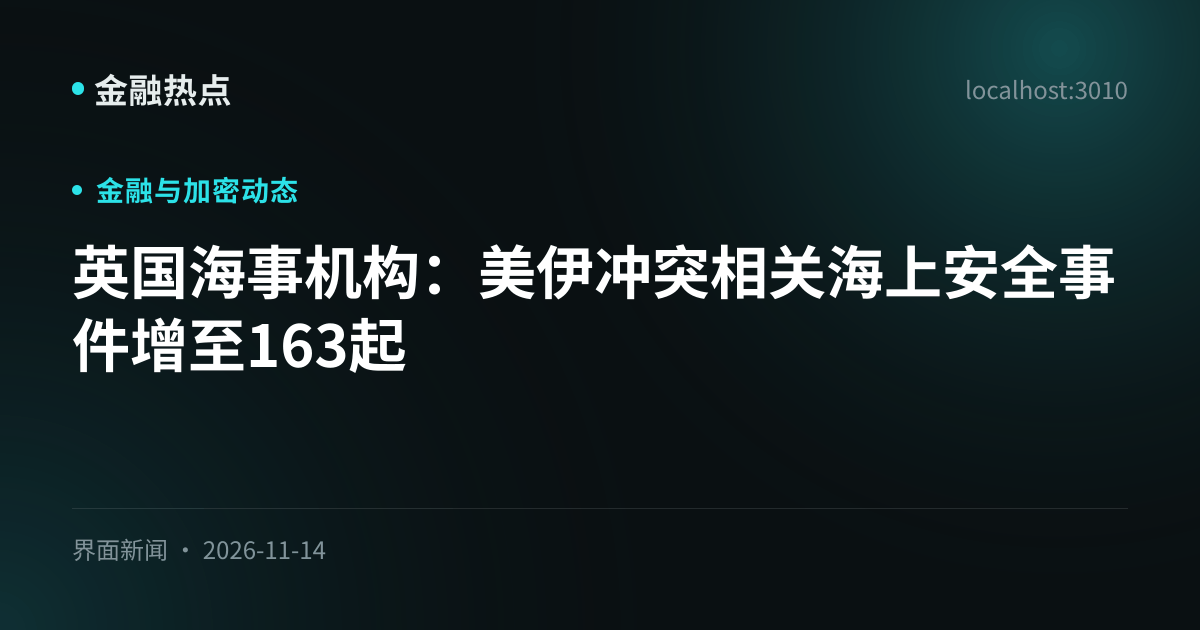 金融热点
localhost:3010
金融与加密动态
英国海事机构：美伊冲突相关海上安全事
件增至163起
界面新闻 · 2026-11-14